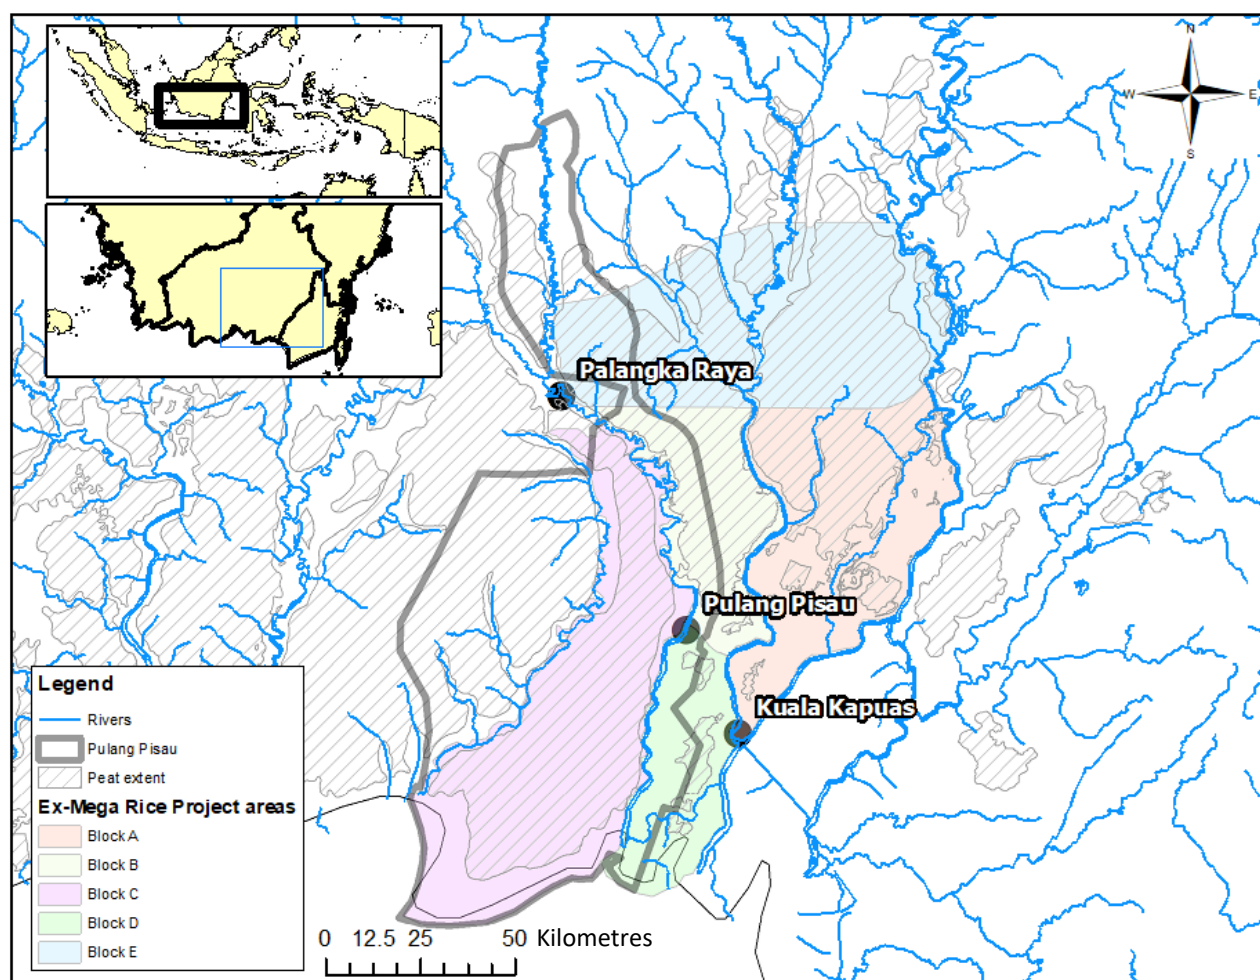 N
W E
S
Palangka Raya
Pulang Pisau
Kuala Kapuas
Legend
Rivers
Pulang Pisau
Peat extent
Ex-Mega Rice Project areas
Block A
Block B
Block C
Block D
Block E
0 12.5 25 50 Kilometres